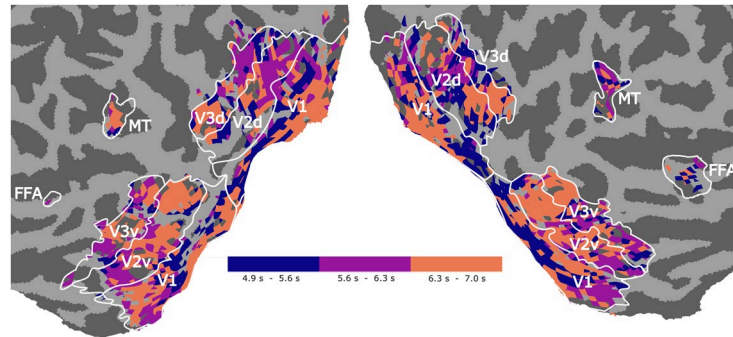 V3d
V2d
V1
MT
FFA
V3v
V2v
V1
V3d
V2d
V1
MT
FFA
V3v
V2v
V1
4.9 s - 5.6 s
5.6 s - 6.3 s
6.3 s - 7.0 s